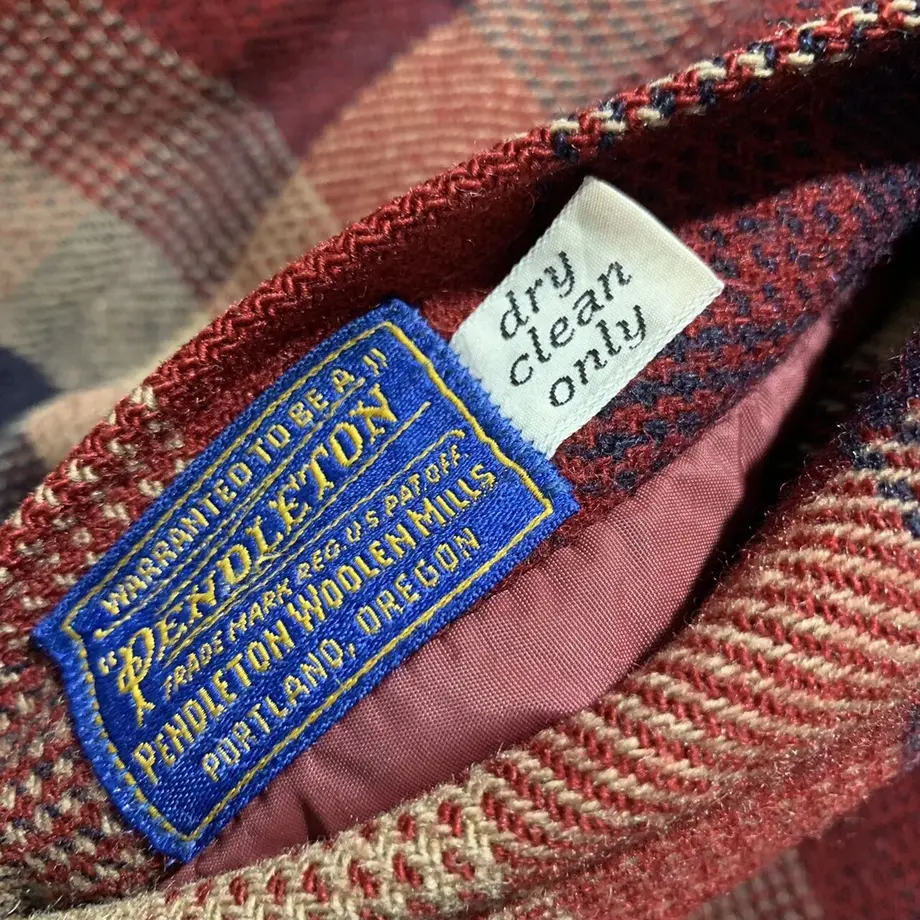 WARRANTED TO BE A "
"PENDLETON
TRADE MARK REG. U.S. PAT. OFF.
PENDLETON WOOLEN MILLS
PORTLAND, OREGON
dry
clean
only